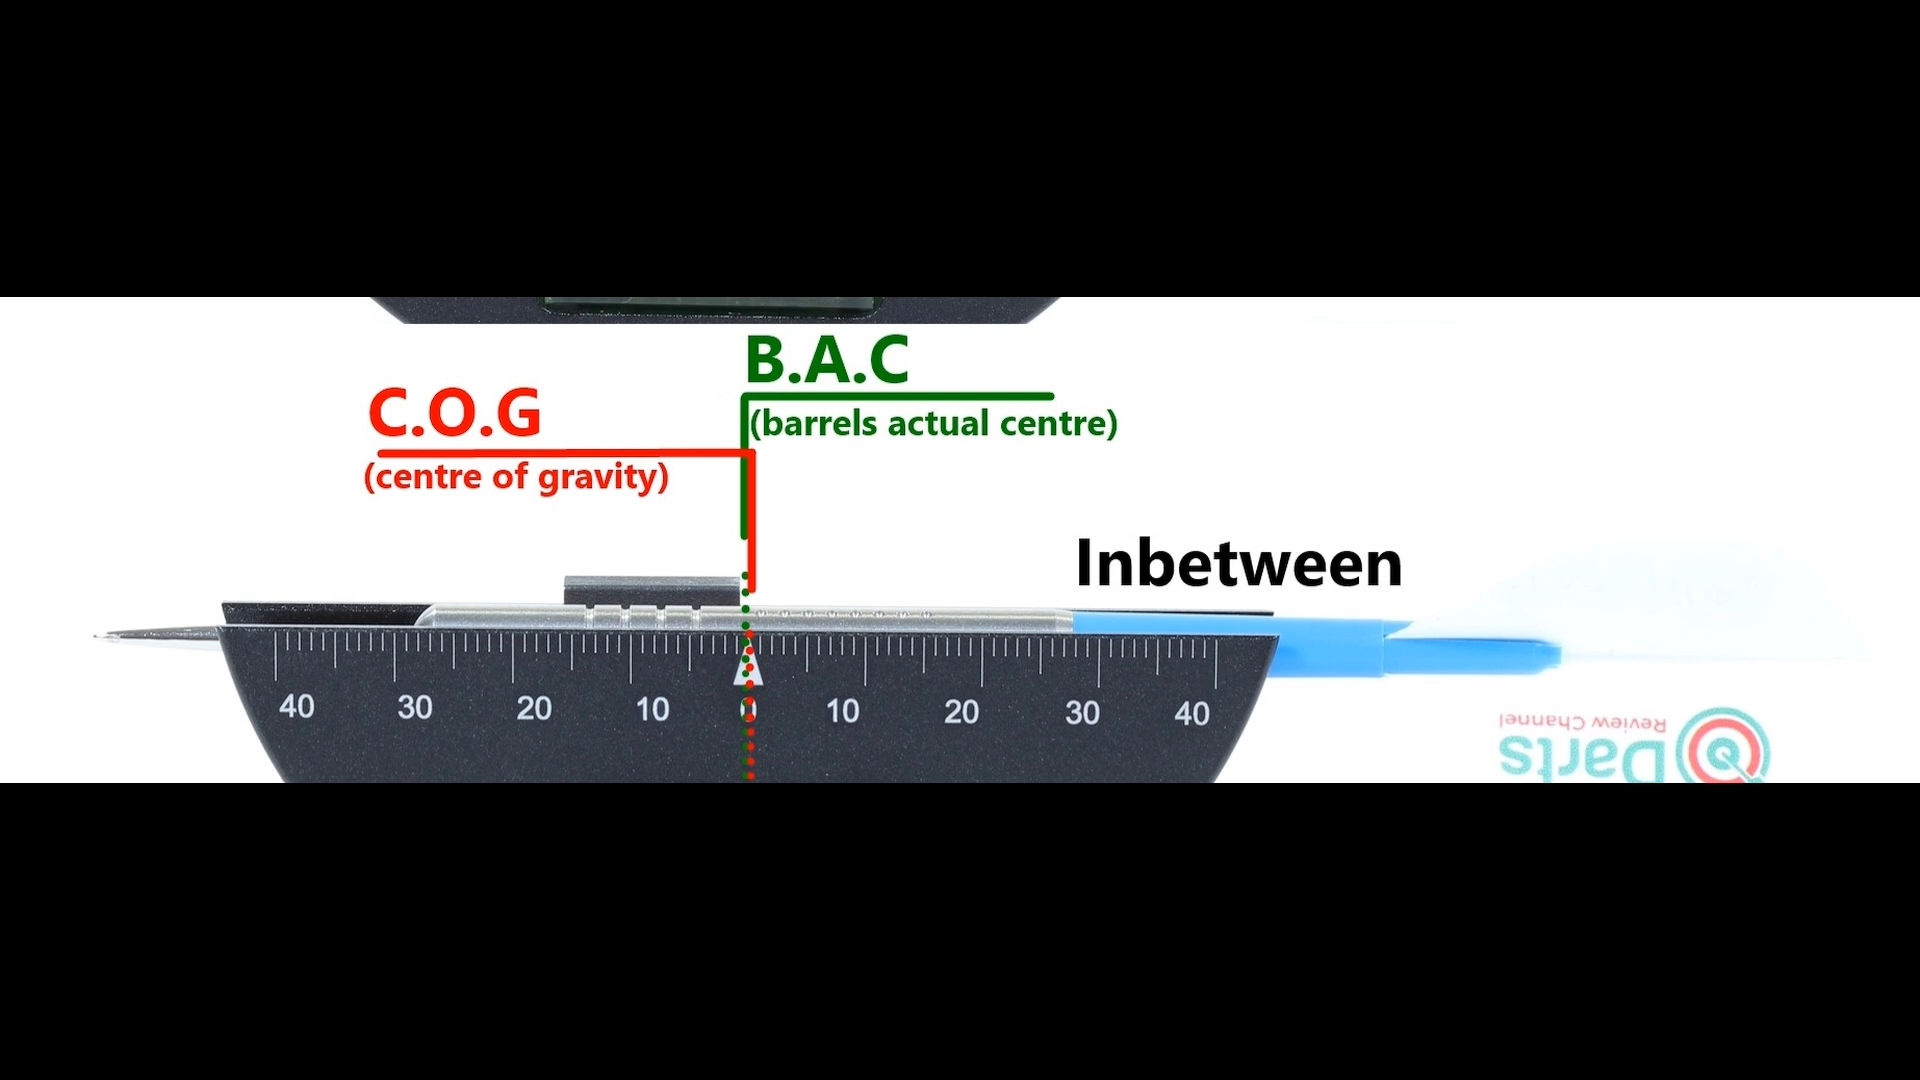 B.A.C
(barrels actual centre)
C.O.G
(centre of gravity)
Inbetween
40 30 20 10 0 10 20 30 40
Darts
Review Channel